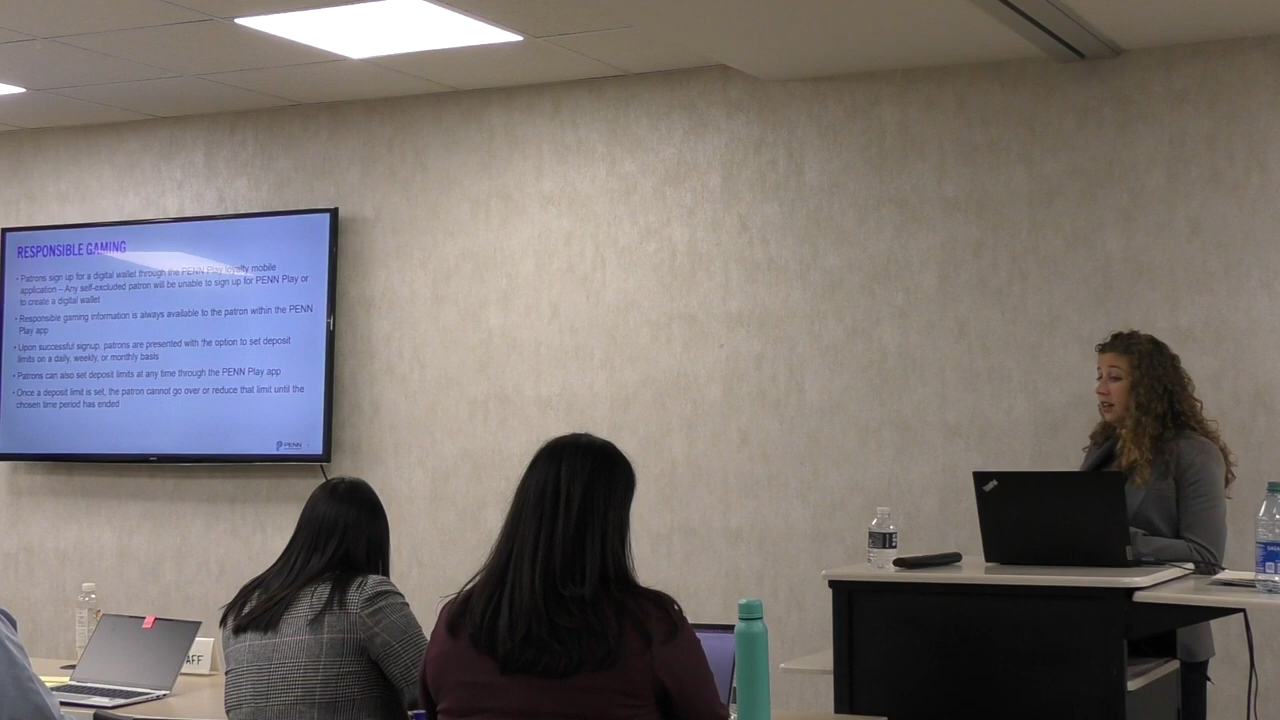 RESPONSIBLE GAMING
• Patrons sign up for a digital wallet through the PENN Play loyalty mobile
application – Any self-excluded patron will be unable to sign up for PENN Play or
to create a digital wallet
• Responsible gaming information is always available to the patron within the PENN
Play app
• Upon successful signup, patrons are presented with the option to set deposit
limits on a daily, weekly, or monthly basis
• Patrons can also set deposit limits at any time through the PENN Play app
• Once a deposit limit is set, the patron cannot go over or reduce that limit until the
chosen time period has ended
PENN
AFF
ThinkPad